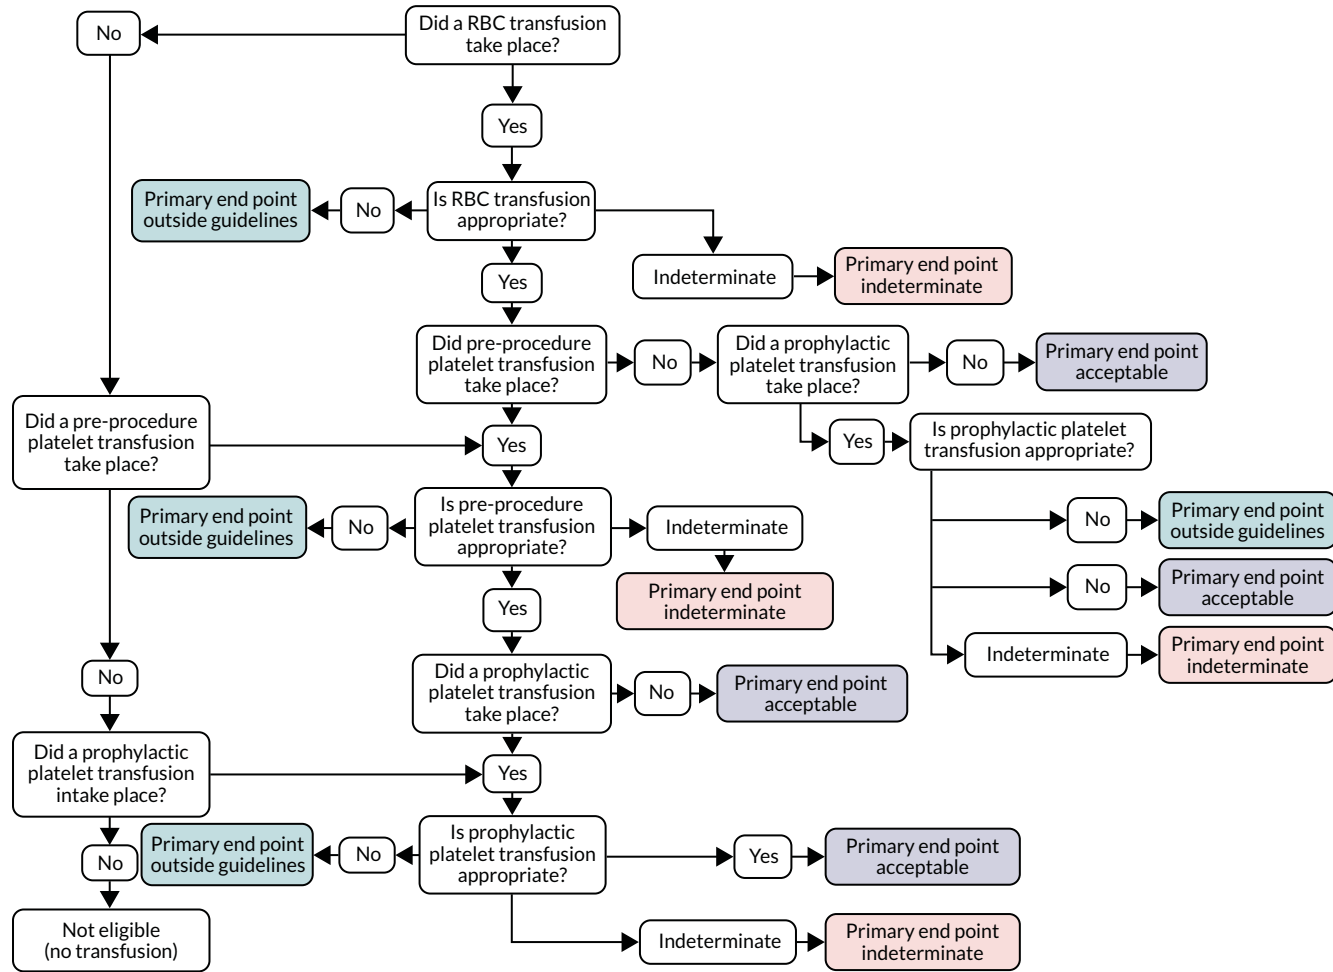 No
Did a RBC transfusion
take place?
Yes
Primary end point
outside guidelines
No
Is RBC transfusion
appropriate?
Yes
Indeterminate
Primary end point
indeterminate
Did pre-procedure
platelet transfusion
take place?
No
Did a prophylactic
platelet transfusion
take place?
No
Primary end point
acceptable
Did a pre-procedure
platelet transfusion
take place?
Yes
Yes
Is prophylactic platelet
transfusion appropriate?
Primary end point
outside guidelines
No
Is pre-procedure
platelet transfusion
appropriate?
Indeterminate
Primary end point
indeterminate
No
Primary end point
outside guidelines
No
Primary end point
acceptable
Indeterminate
Primary end point
indeterminate
Yes
No
Did a prophylactic
platelet transfusion
take place?
No
Primary end point
acceptable
Did a prophylactic
platelet transfusion
intake place?
Yes
No
Primary end point
outside guidelines
No
Is prophylactic
platelet transfusion
appropriate?
Yes
Primary end point
acceptable
Not eligible
(no transfusion)
Indeterminate
Primary end point
indeterminate